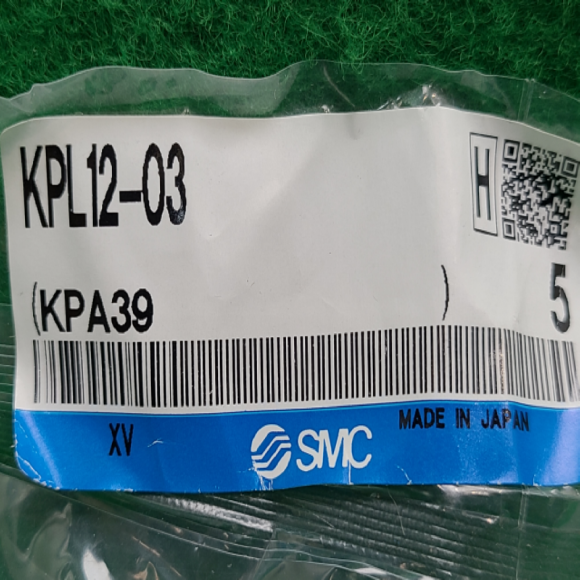 KPL12-03
H
(KPA39 )
5
XV
SMC
MADE IN JAPAN